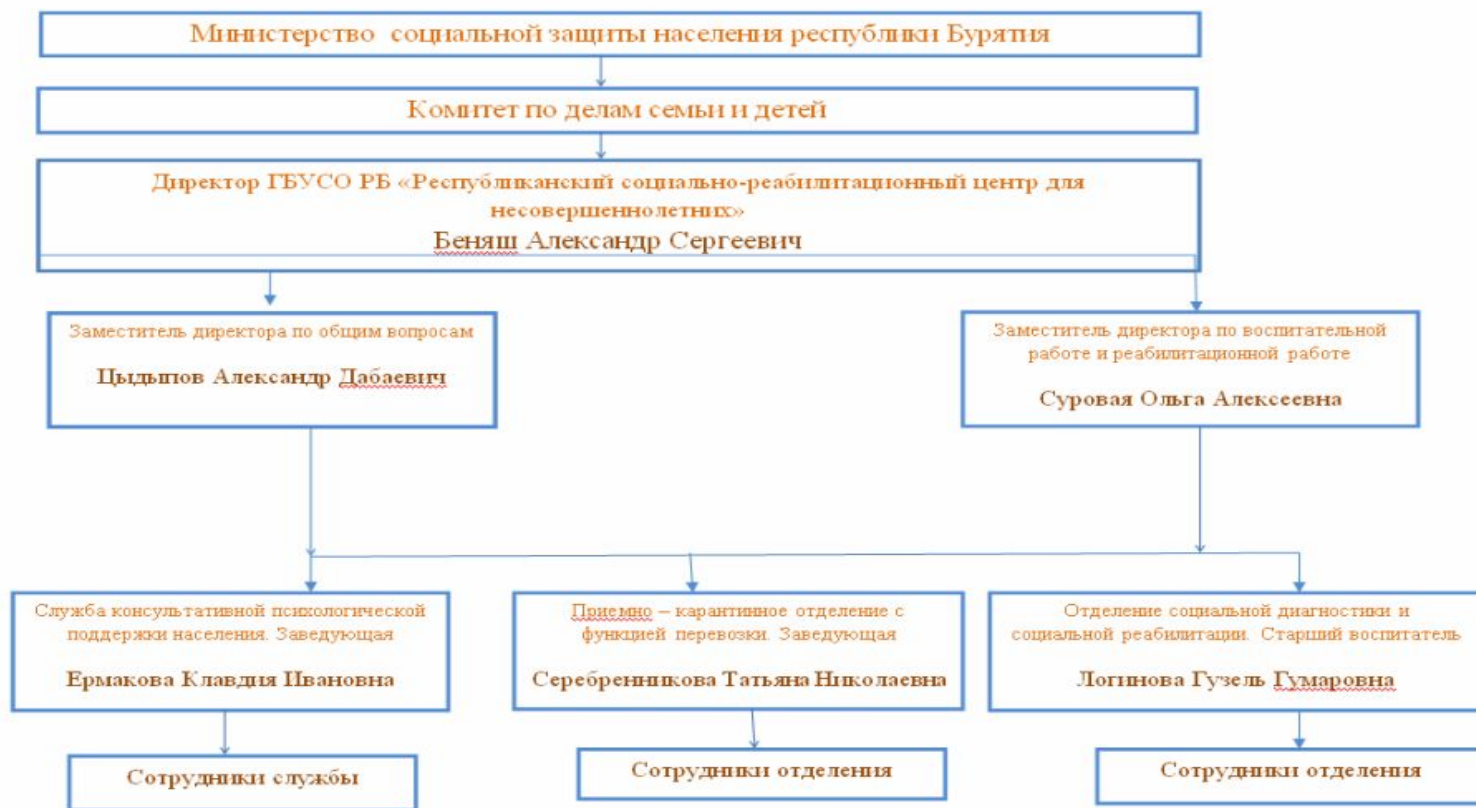 Министерство социальной защиты населения республики Бурятия
Комитет по делам семьи и детей
Директор ГБУСО РБ «Республиканский социально-реабилитационный центр для
несовершеннолетних»
Беняш Александр Сергеевич
Заместитель директора по общим вопросам
Цыдыпов Александр Дабаевич
Заместитель директора по воспитательной
работе и реабилитационной работе
Суровая Ольга Алексеевна
Служба консультативной психологической
поддержки населения. Заведующая
Ермакова Клавдия Ивановна
Приемно – карантинное отделение с
функцией перевозки. Заведующая
Серебренникова Татьяна Николаевна
Отделение социальной диагностики и
социальной реабилитации. Старший воспитатель
Логинова Гузель Гумаровна
Сотрудники службы
Сотрудники отделения
Сотрудники отделения